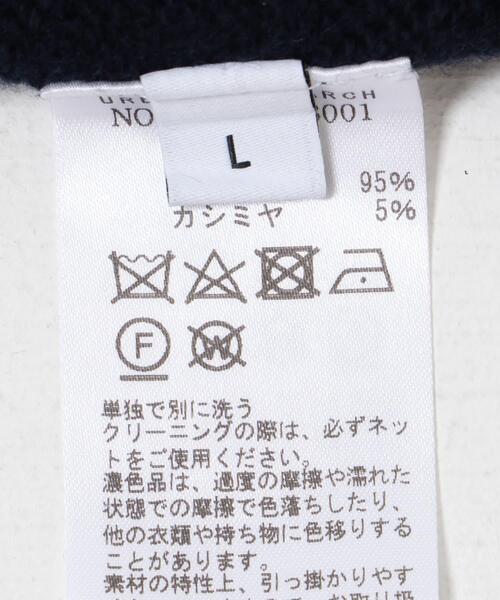 L
001
95%
カシミヤ 5%
F
W
単独で別に洗う
クリーニングの際は、必ずネッ
トをご使用ください。
濃色品は、過度の摩擦や濡れた
状態での摩擦で色落ちしたり、
他の衣類や持ち物に色移りする
ことがあります。
素材の特性上、引っ掛かりやす